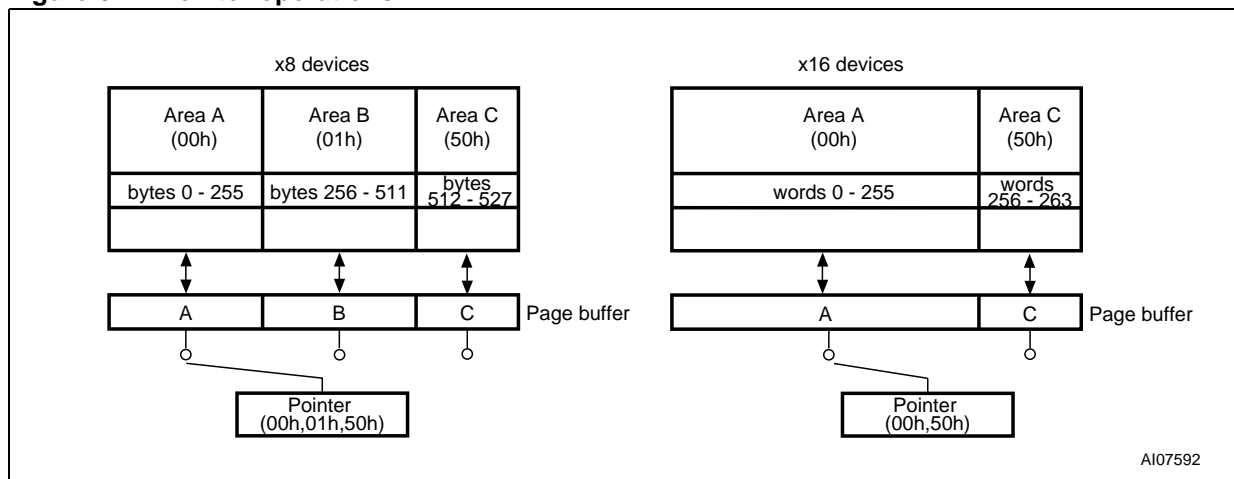 x8 devices
x16 devices
Area A
(00h)
Area B
(01h)
Area C
(50h)
Area A
(00h)
Area C
(50h)
bytes 0 - 255
bytes 256 - 511
bytes
512 - 527
words 0 - 255
words
256 - 263
A
B
C
Page buffer
A
C
Page buffer
Pointer
(00h,01h,50h)
Pointer
(00h,50h)
AI07592